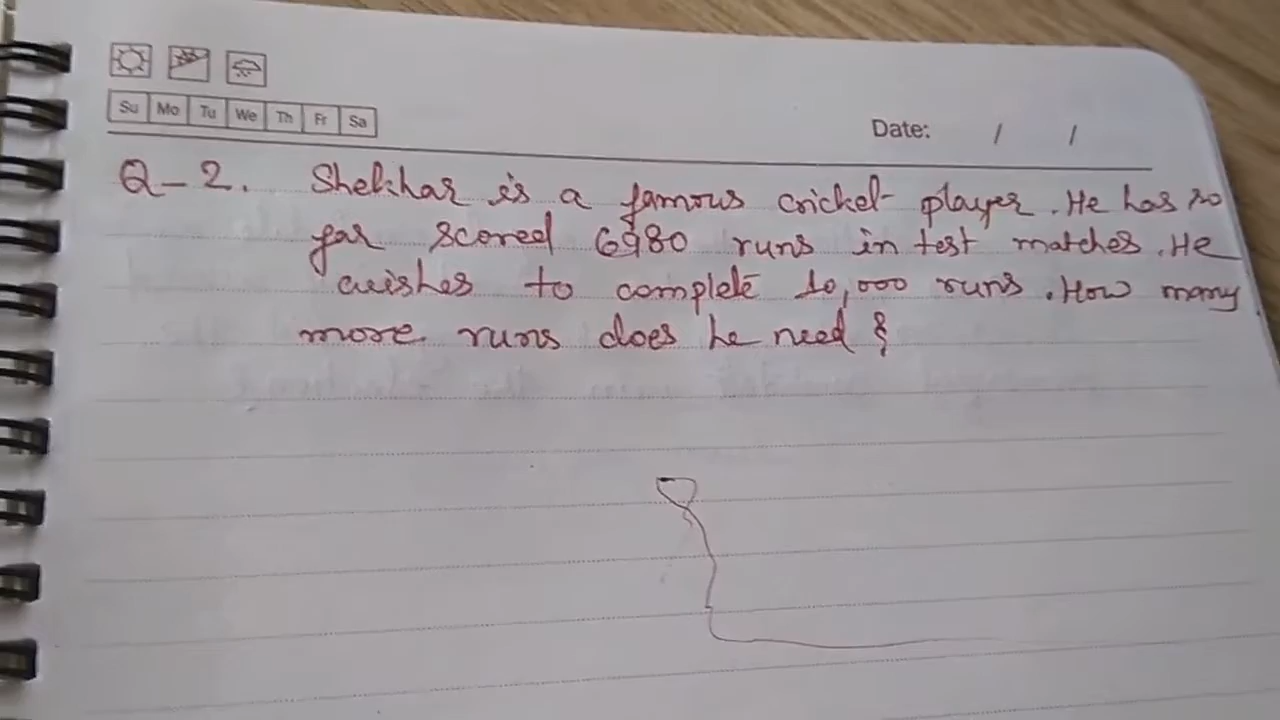 Su Mo Tu We Th Fr Sa
Date: / /
Q-2. Shekhar is a famous cricket player. He has so
far scored 6980 runs in test matches. He
wishes to complete 10,000 runs. How many
more runs does he need?